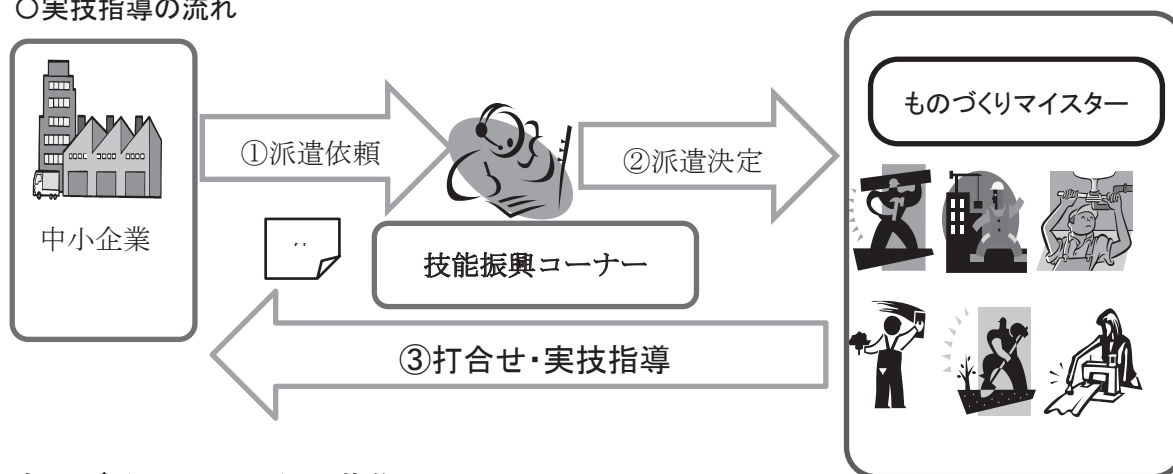 〇実技指導の流れ
ものづくりマイスター
①派遣依頼
②派遣決定
中小企業
技能振興コーナー
③打合せ・実技指導